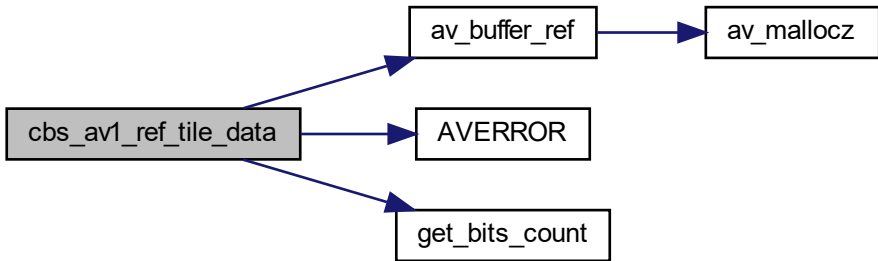 av_buffer_ref
av_mallocz
cbs_av1_ref_tile_data
AVERROR
get_bits_count